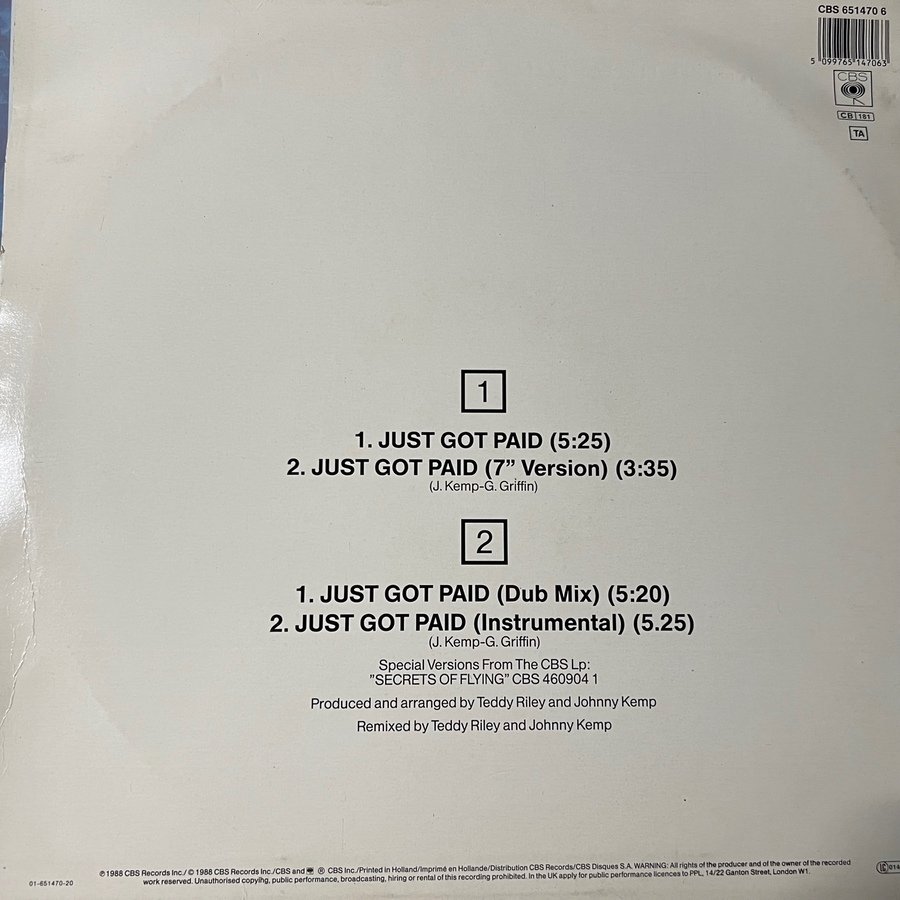 CBS 651470 6
5 099765 147063
CBS
CB 181
TA
1
1. JUST GOT PAID (5:25)
2. JUST GOT PAID (7” Version) (3:35)
(J. Kemp-G. Griffin)
2
1. JUST GOT PAID (Dub Mix) (5:20)
2. JUST GOT PAID (Instrumental) (5.25)
(J. Kemp-G. Griffin)
Special Versions From The CBS Lp:
”SECRETS OF FLYING” CBS 460904 1
Produced and arranged by Teddy Riley and Johnny Kemp
Remixed by Teddy Riley and Johnny Kemp
℗ 1988 CBS Records Inc./ © 1988 CBS Records Inc./CBS and ® CBS Inc./Printed in Holland/Imprimé en Hollande/Distribution CBS Records/CBS Disques S.A. WARNING: All rights of the producer and of the owner of the recorded
work reserved. Unauthorised copying, public performance, broadcasting, hiring or rental of this recording prohibited. In the UK apply for public performance licences to PPL, 14/22 Ganton Street, London W1.
01-651470-20